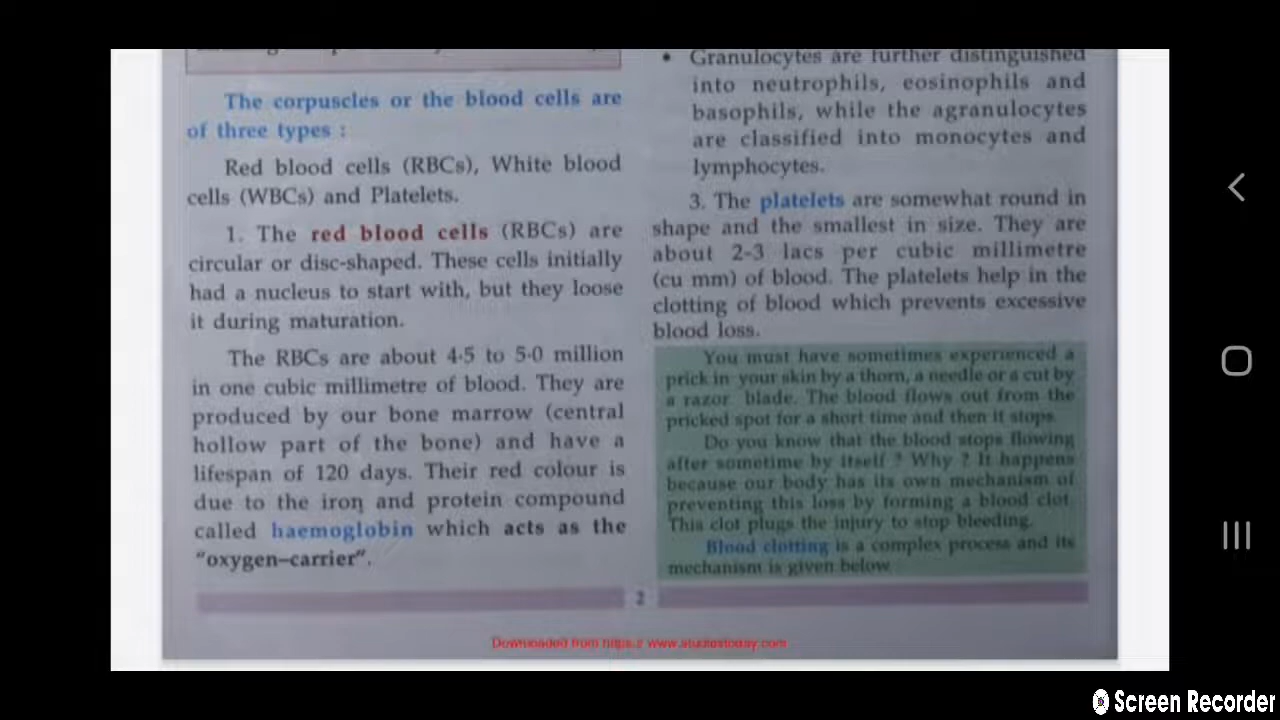 The corpuscles or the blood cells are
of three types :
Red blood cells (RBCs), White blood
cells (WBCs) and Platelets.
1. The red blood cells (RBCs) are
circular or disc-shaped. These cells initially
had a nucleus to start with, but they loose
it during maturation.
The RBCs are about 4·5 to 5·0 million
in one cubic millimetre of blood. They are
produced by our bone marrow (central
hollow part of the bone) and have a
lifespan of 120 days. Their red colour is
due to the iron and protein compound
called haemoglobin which acts as the
“oxygen–carrier”.
• Granulocytes are further distinguished
into neutrophils, eosinophils and
basophils, while the agranulocytes
are classified into monocytes and
lymphocytes.
3. The platelets are somewhat round in
shape and the smallest in size. They are
about 2-3 lacs per cubic millimetre
(cu mm) of blood. The platelets help in the
clotting of blood which prevents excessive
blood loss.
You must have sometimes experienced a
prick in your skin by a thorn, a needle or a cut by
a razor blade. The blood flows out from the
pricked spot for a short time and then it stops.
Do you know that the blood stops flowing
after sometime by itself ? Why ? It happens
because our body has its own mechanism of
preventing this loss by forming a blood clot.
This clot plugs the injury to stop bleeding.
Blood clotting is a complex process and its
mechanism is given below
2
Downloaded from https:// www.studiestoday.com
Screen Recorder